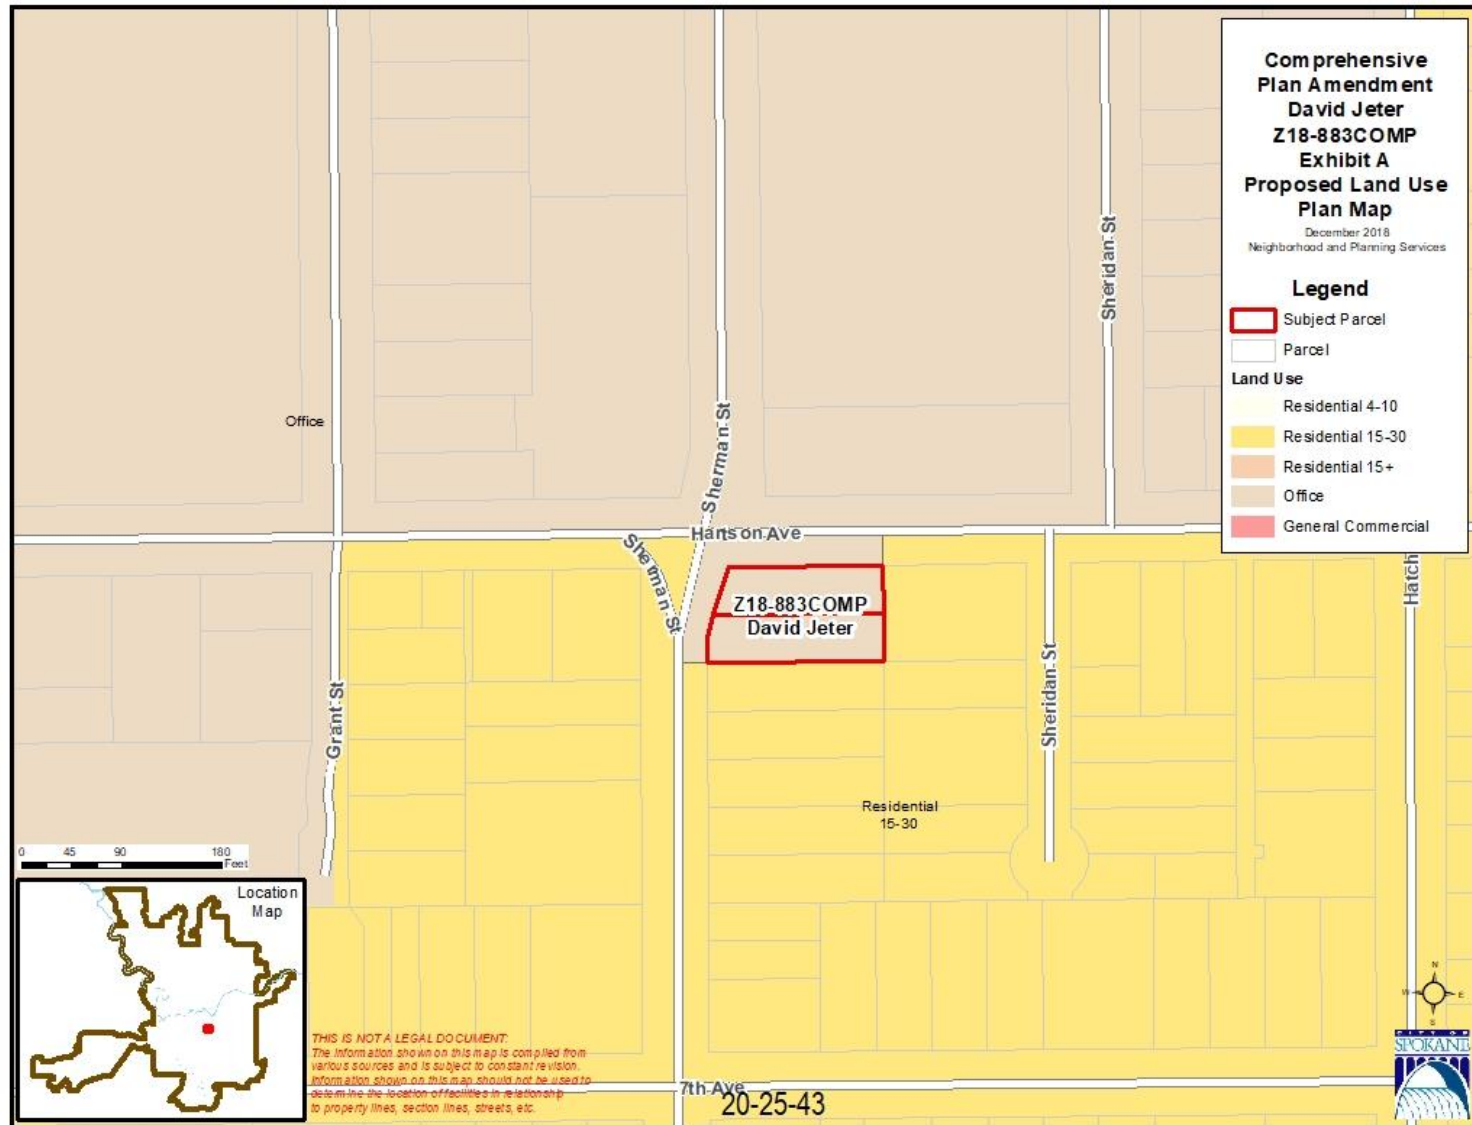 Comprehensive
Plan Amendment
David Jeter
Z18-883COMP
Exhibit A
Proposed Land Use
Plan Map
December 2018
Neighborhood and Planning Services
Legend
Subject Parcel
Parcel
Land Use
Residential 4-10
Residential 15-30
Residential 15+
Office
General Commercial
Sheridan St
Sherman St
Office
Hartson Ave
Sherman St
Z18-883COMP
David Jeter
Hatch
Grant St
Sheridan St
Residential
15-30
0 45 90 180
Feet
Location
Map
N
W E
S
CITY OF
SPOKANE
THIS IS NOT A LEGAL DOCUMENT:
The information shown on this map is compiled from
various sources and is subject to constant revision.
Information shown on this map should not be used to
determine the location of facilities in relationship
to property lines, section lines, streets, etc.
7th Ave
20-25-43